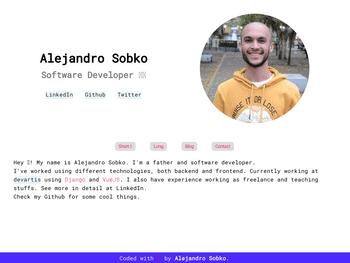 Alejandro Sobko
Software Developer
LinkedIn Github Twitter
Short! Long Blog Contact
Hey ! My name is Alejandro Sobko. I'm a father and software developer.
I've worked using different technologies, both backend and frontend. Currently working at
devartis using Django and VueJS. I also have experience working as freelance and teaching
stuffs. See more in detail at LinkedIn.
Check my Github for some cool things.
Coded with by Alejandro Sobko.